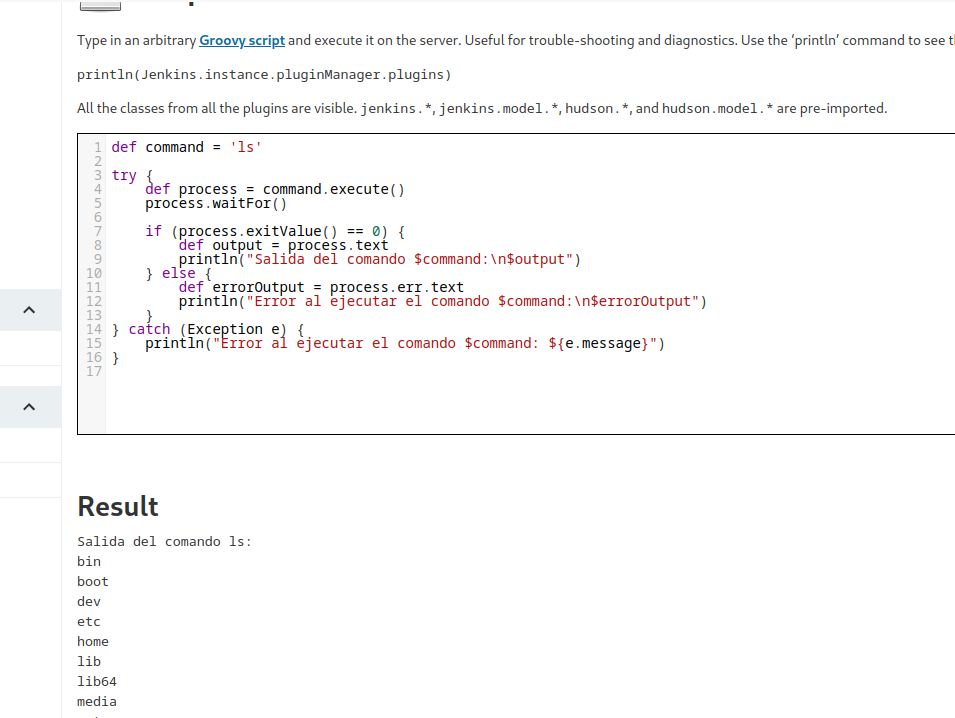 Type in an arbitrary Groovy script and execute it on the server. Useful for trouble-shooting and diagnostics. Use the 'println' command to see
println(Jenkins.instance.pluginManager.plugins)
All the classes from all the plugins are visible. jenkins.*, jenkins.model.*, hudson.*, and hudson.model.* are pre-imported.
1 def command = 'ls'
2
3 try {
4     def process = command.execute()
5     process.waitFor()
6
7     if (process.exitValue() == 0) {
8         def output = process.text
9         println("Salida del comando $command:\n$output")
10     } else {
11         def errorOutput = process.err.text
12         println("Error al ejecutar el comando $command:\n$errorOutput")
13     }
14 } catch (Exception e) {
15     println("Error al ejecutar el comando $command: ${e.message}")
16 }
17
Result
Salida del comando ls:
bin
boot
dev
etc
home
lib
lib64
media